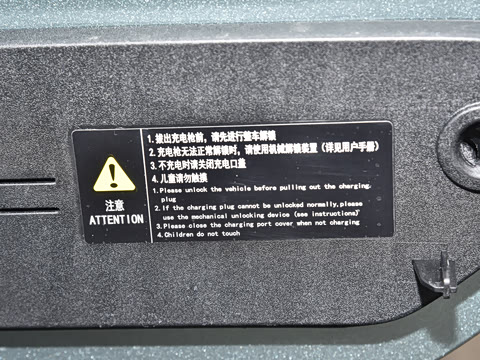 注意
ATTENTION
1.拔出充电枪前，请先进行整车解锁
2.充电枪无法正常解锁时，请使用机械解锁装置（详见用户手册）
3.不充电时请关闭充电口盖
4.儿童请勿触摸
1.Please unlock the vehicle before pulling out the charging.
plug
2.If the charging plug cannot be unlocked normally,please
use the mechanical unlocking device (see instructions)
3.Please close the charging port cover when not charging
4.Children do not touch